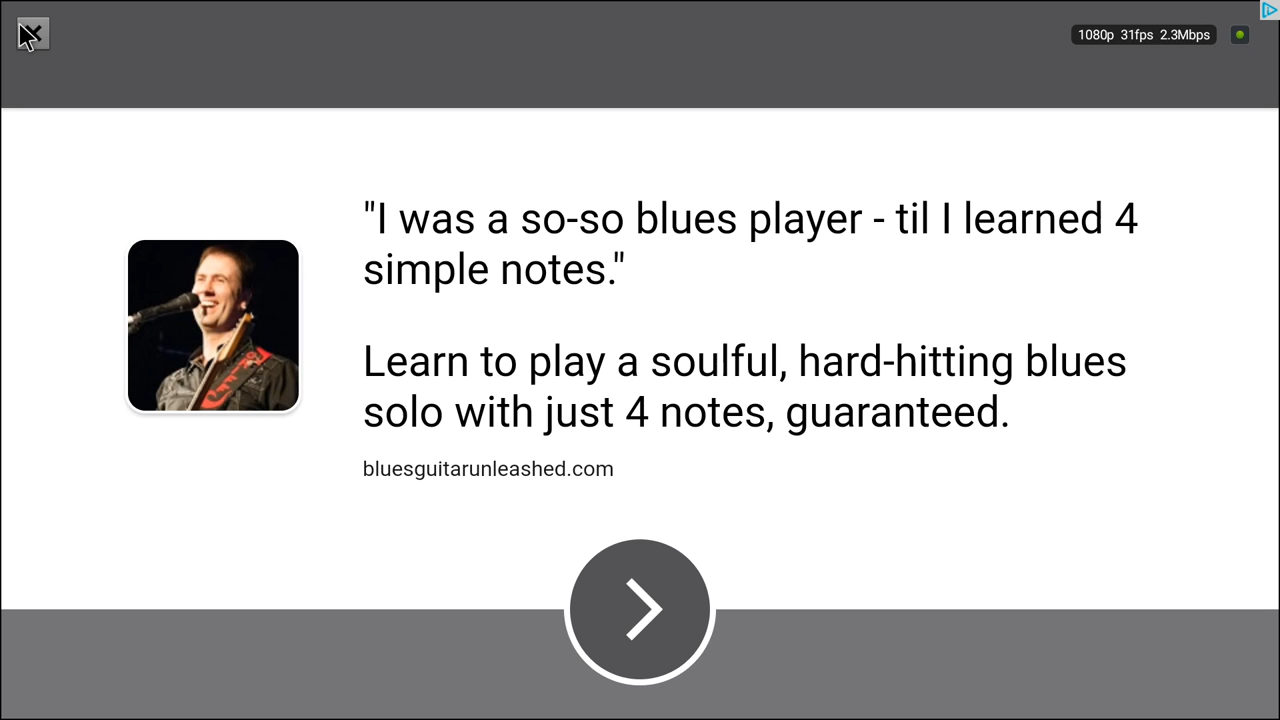 1080p 31fps 2.3Mbps
"I was a so-so blues player - til I learned 4
simple notes."
Learn to play a soulful, hard-hitting blues
solo with just 4 notes, guaranteed.
bluesguitarunleashed.com